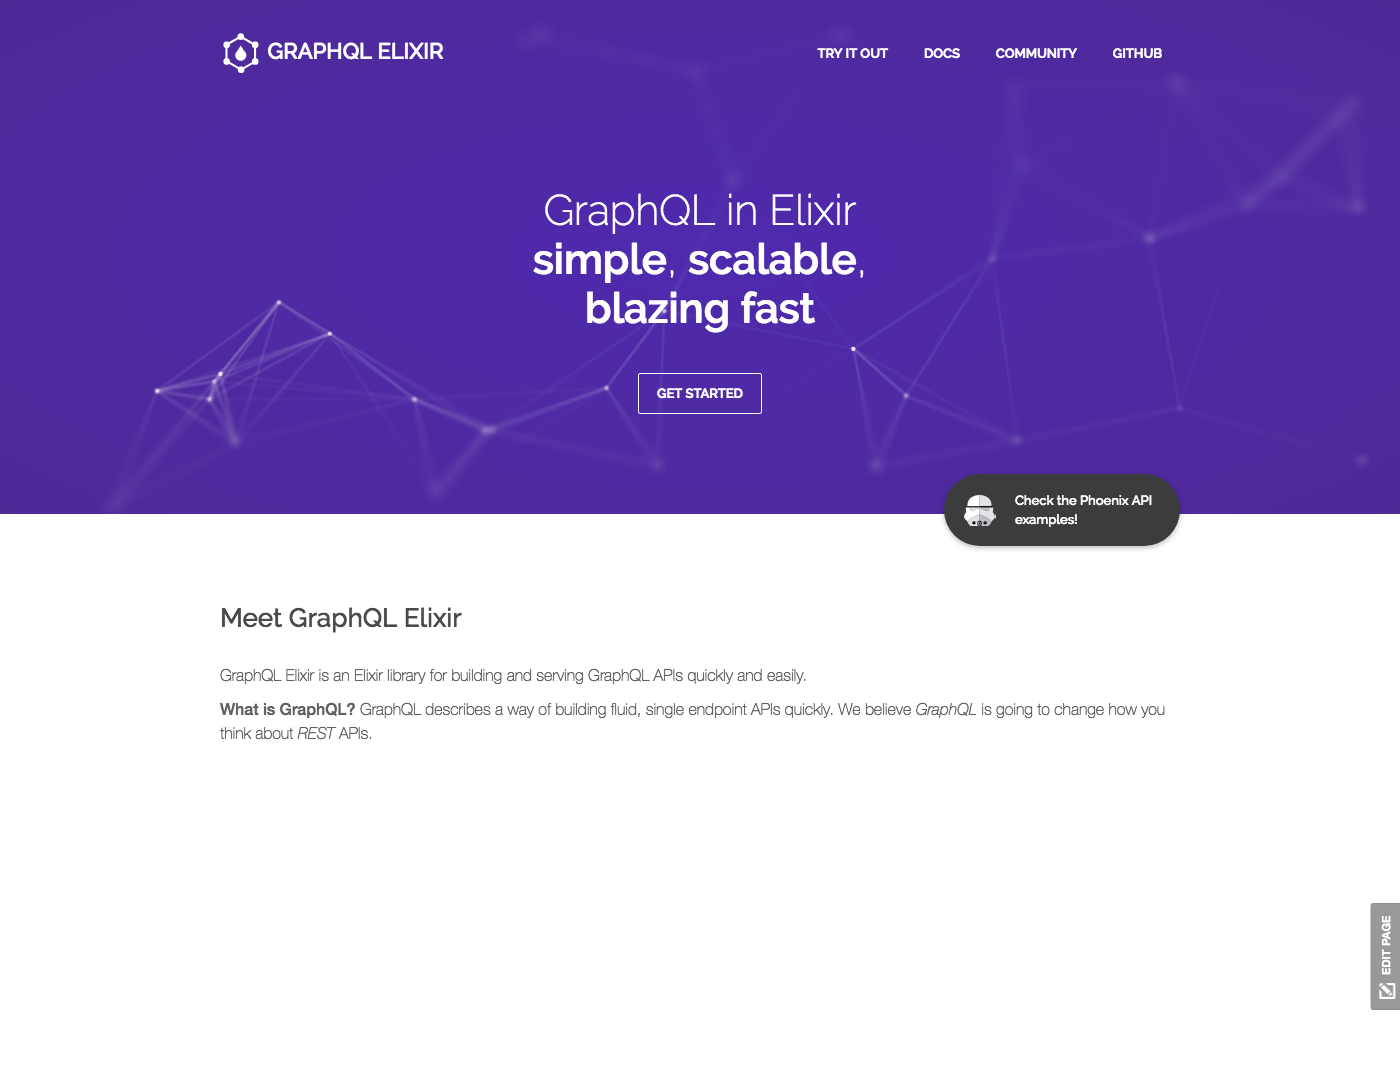 GRAPHQL ELIXIR
TRY IT OUT DOCS COMMUNITY GITHUB
GraphQL in Elixir
simple, scalable,
blazing fast
GET STARTED
Check the Phoenix API
examples!
Meet GraphQL Elixir
GraphQL Elixir is an Elixir library for building and serving GraphQL APIs quickly and easily.
What is GraphQL? GraphQL describes a way of building fluid, single endpoint APIs quickly. We believe GraphQL is going to change how you
think about REST APIs.
EDIT PAGE